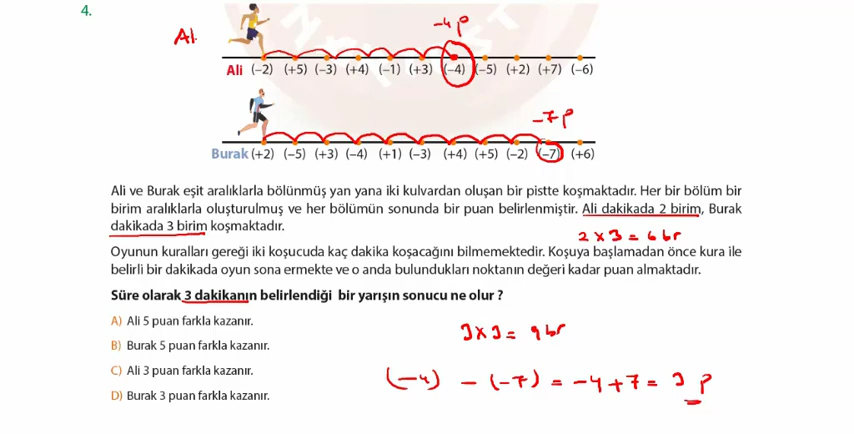 4.
Al.
-4 p
Ali (−2) (+5) (−3) (+4) (−1) (+3) (−4) (−5) (+2) (+7) (−6)
-7 p
Burak (+2) (−5) (+3) (−4) (+1) (−3) (+4) (+5) (−2) (−7) (+6)
Ali ve Burak eşit aralıklarla bölünmüş yan yana iki kulvardan oluşan bir pistte koşmaktadır. Her bir bölüm bir
birim aralıklarla oluşturulmuş ve her bölümün sonunda bir puan belirlenmiştir. Ali dakikada 2 birim, Burak
dakikada 3 birim koşmaktadır.
2 x 3 = 6 br
Oyunun kuralları gereği iki koşucuda kaç dakika koşacağını bilmemektedir. Koşuya başlamadan önce kura ile
belirli bir dakikada oyun sona ermekte ve o anda bulundukları noktanın değeri kadar puan almaktadır.
Süre olarak 3 dakikanın belirlendiği bir yarışın sonucu ne olur ?
A) Ali 5 puan farkla kazanır.
3 x 3 = 9 br
B) Burak 5 puan farkla kazanır.
C) Ali 3 puan farkla kazanır.
(-4) - (-7) = -4 + 7 = 3 p
D) Burak 3 puan farkla kazanır.